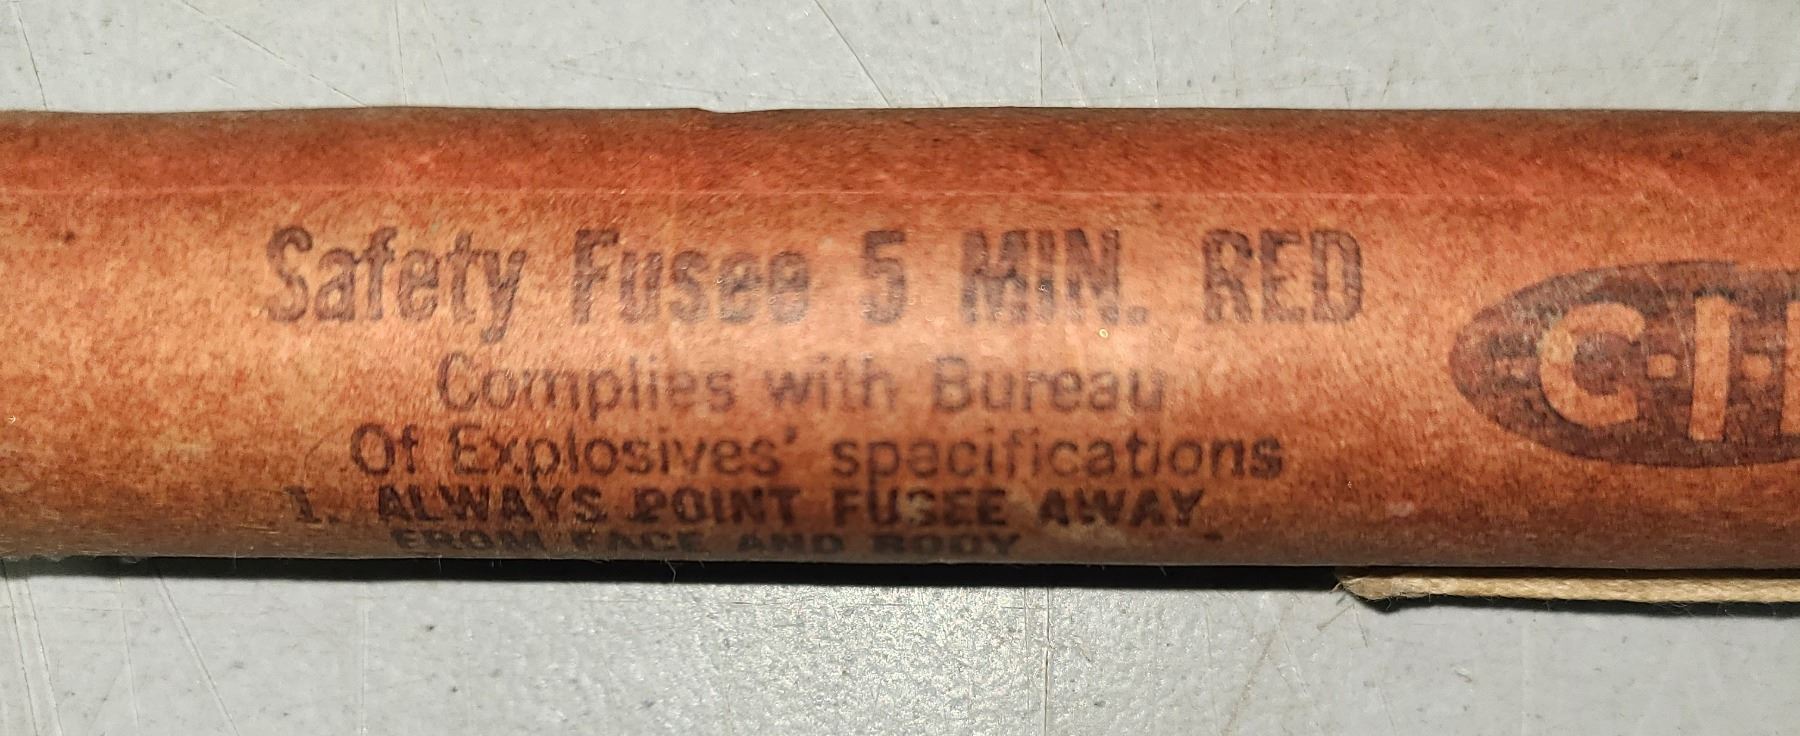 Safety Fusee 5 MIN. RED
Complies with Bureau
Of Explosives' specifications
1. ALWAYS POINT FUSEE AWAY
FROM FACE AND BODY
C-I-